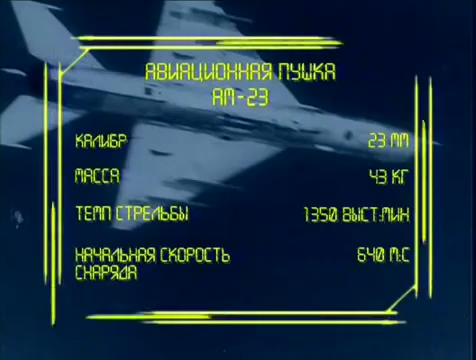 АВИАЦИОННАЯ ПУШКА
АМ-23
КАЛИБР 23 ММ
МАССА 43 КГ
ТЕМП СТРЕЛЬБЫ 1350 ВЫСТ.МИН
НАЧАЛЬНАЯ СКОРОСТЬ 640 М:С
СНАРЯДА